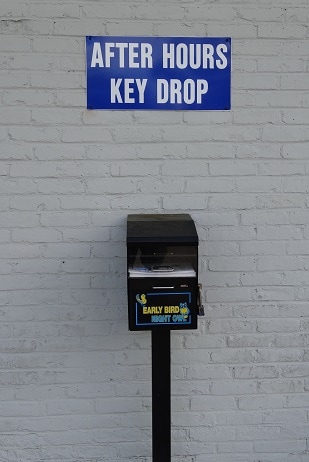 AFTER HOURS
KEY DROP
EARLY BIRD
NIGHT OWL